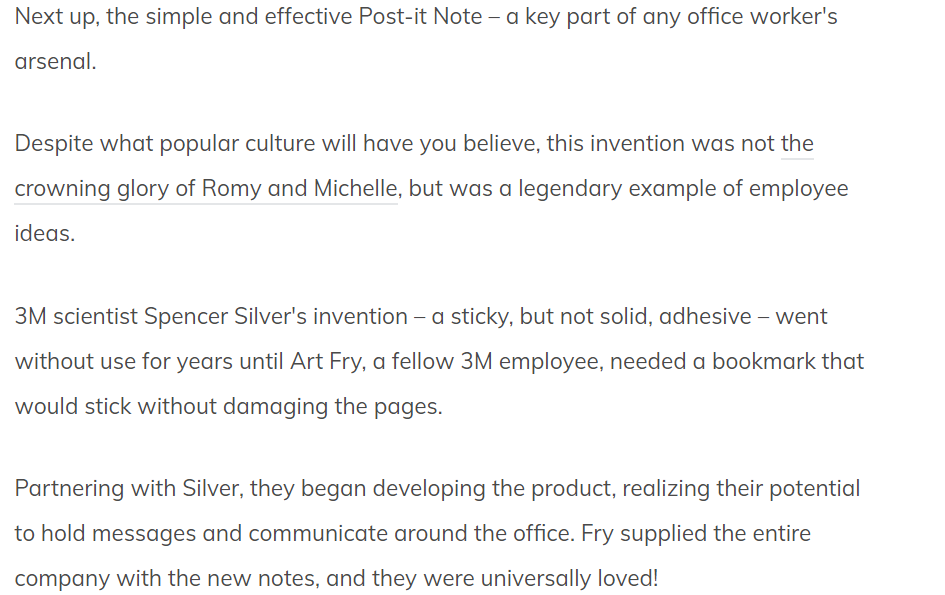 Next up, the simple and effective Post-it Note – a key part of any office worker's
arsenal.
Despite what popular culture will have you believe, this invention was not the
crowning glory of Romy and Michelle, but was a legendary example of employee
ideas.
3M scientist Spencer Silver's invention – a sticky, but not solid, adhesive – went
without use for years until Art Fry, a fellow 3M employee, needed a bookmark that
would stick without damaging the pages.
Partnering with Silver, they began developing the product, realizing their potential
to hold messages and communicate around the office. Fry supplied the entire
company with the new notes, and they were universally loved!